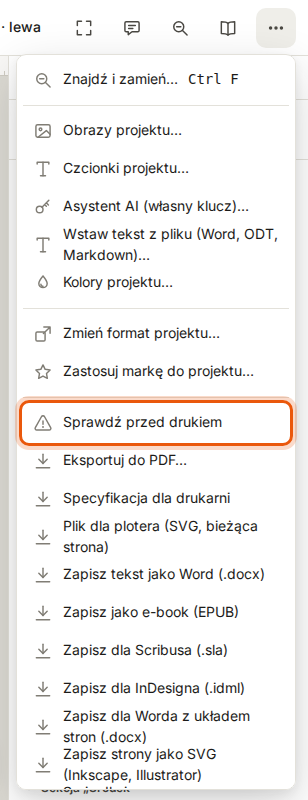 · lewa
Znajdź i zamień... Ctrl F
Obrazy projektu...
Czcionki projektu...
Asystent AI (własny klucz)...
Wstaw tekst z pliku (Word, ODT,
Markdown)...
Kolory projektu...
Zmień format projektu...
Zastosuj markę do projektu...
Sprawdź przed drukiem
Eksportuj do PDF...
Specyfikacja dla drukarni
Plik dla plotera (SVG, bieżąca
strona)
Zapisz tekst jako Word (.docx)
Zapisz jako e-book (EPUB)
Zapisz dla Scribusa (.sla)
Zapisz dla InDesigna (.idml)
Zapisz dla Worda z układem
stron (.docx)
Zapisz strony jako SVG
(Inkscape, Illustrator)